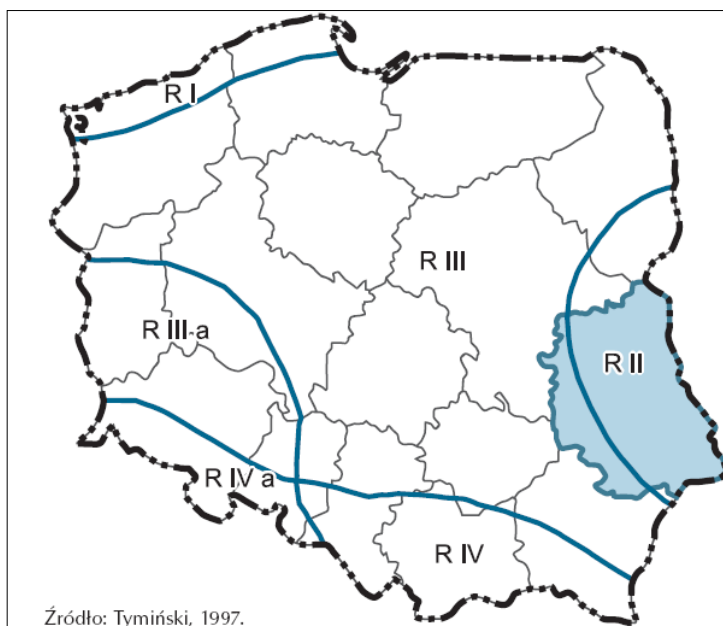 R I
R III
R III a
R II
R IV a
R IV
Źródło: Tymiński, 1997.